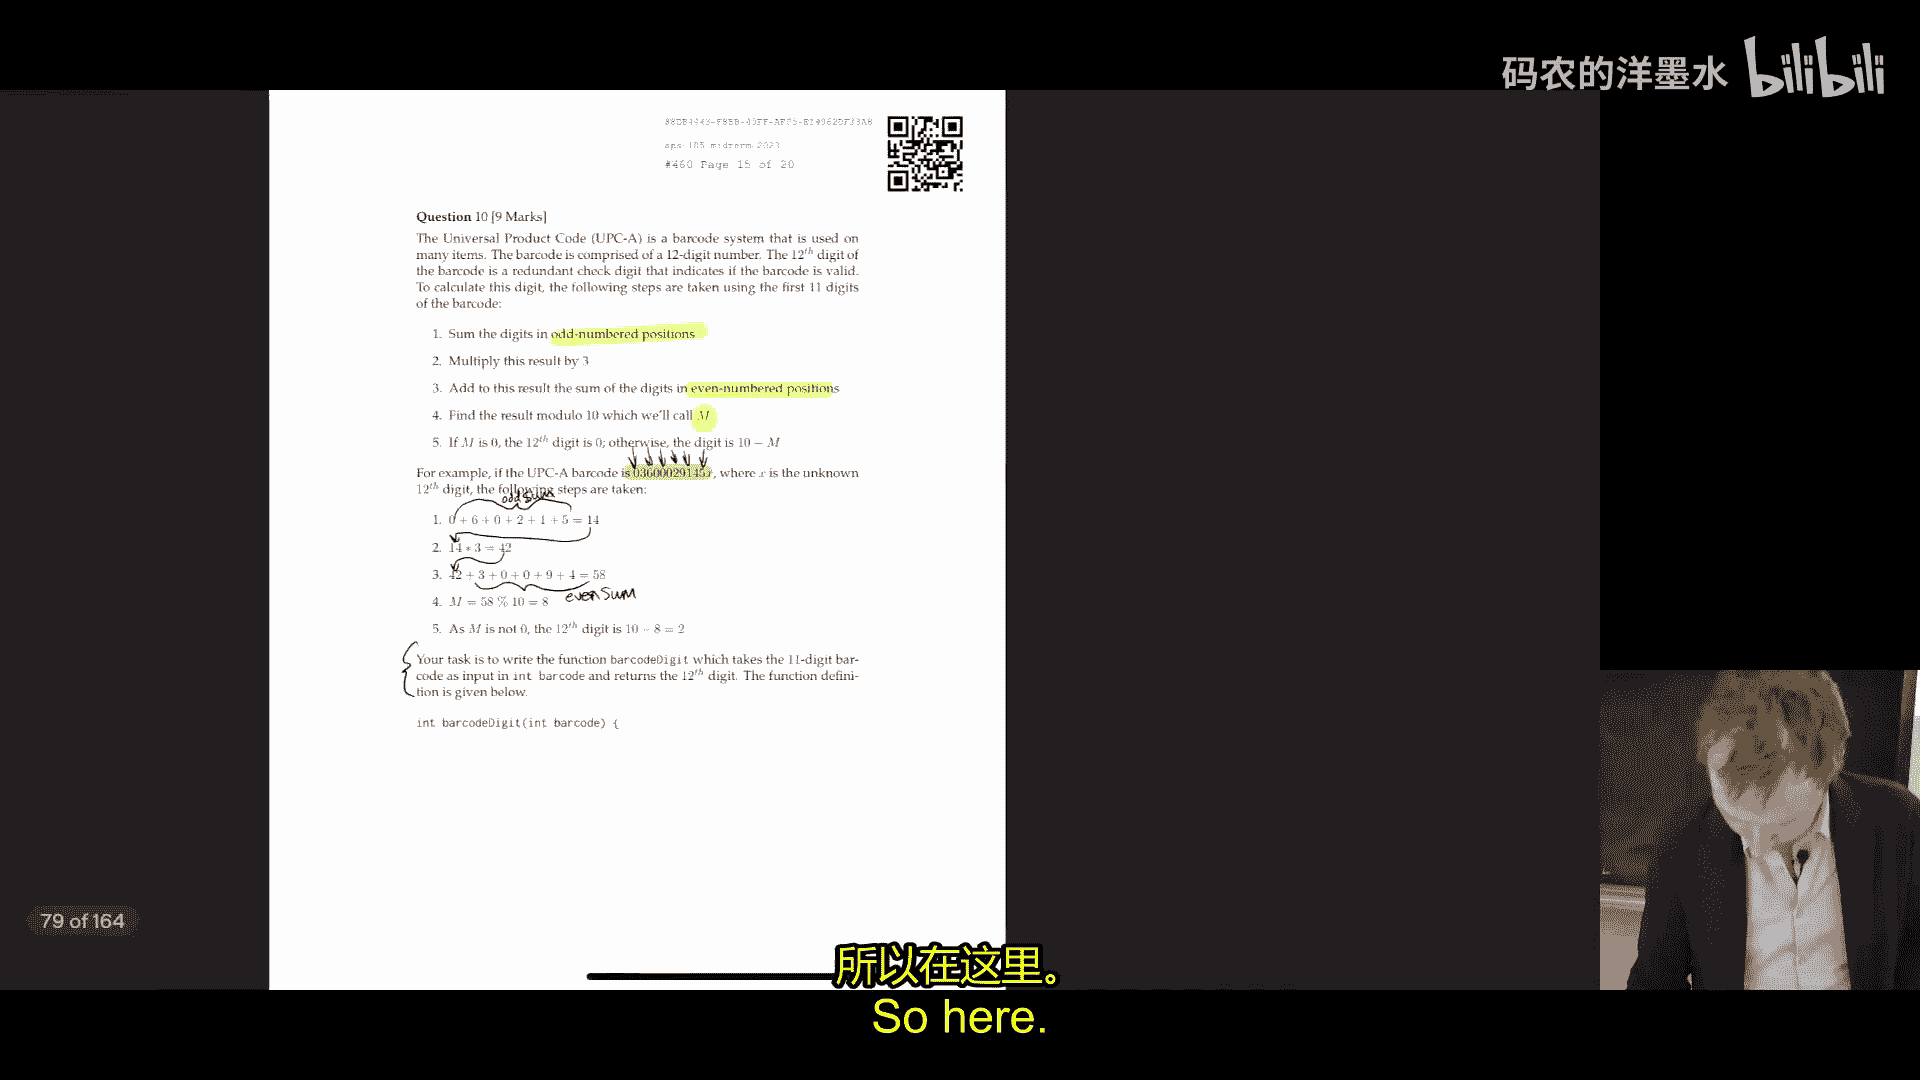 码农的洋墨水 bilibili
#460 Page 15 of 20
Question 10 [9 Marks]
The Universal Product Code (UPC-A) is a barcode system that is used on
many items. The barcode is comprised of a 12-digit number. The 12th digit of
the barcode is a redundant check digit that indicates if the barcode is valid.
To calculate this digit, the following steps are taken using the first 11 digits
of the barcode:
1. Sum the digits in odd-numbered positions
2. Multiply this result by 3
3. Add to this result the sum of the digits in even-numbered positions
4. Find the result modulo 10 which we'll call M
5. If M is 0, the 12th digit is 0; otherwise, the digit is 10 − M
For example, if the UPC-A barcode is 03600029145x, where x is the unknown
12th digit, the following steps are taken:
odd sum
1. 0 + 6 + 0 + 2 + 1 + 5 = 14
2. 14 * 3 = 42
3. 42 + 3 + 0 + 0 + 9 + 4 = 58
even sum
4. M = 58 % 10 = 8
5. As M is not 0, the 12th digit is 10 − 8 = 2
Your task is to write the function barcodeDigit which takes the 11-digit bar-
code as input in int barcode and returns the 12th digit. The function defini-
tion is given below.
int barcodeDigit(int barcode) {
79 of 164
所以在这里。
So here.